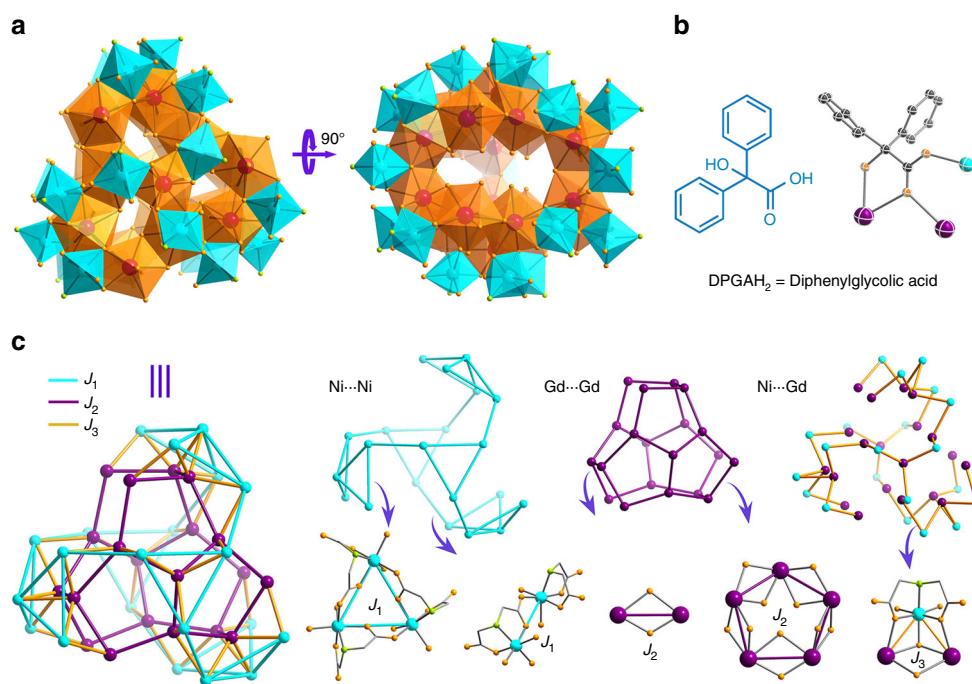 a
90°
b
HO
OH
O
DPGAH₂ = Diphenylglycolic acid
c
J₁
J₂
J₃
Ni···Ni
Gd···Gd
Ni···Gd
J₁
J₁
J₂
J₂
J₃